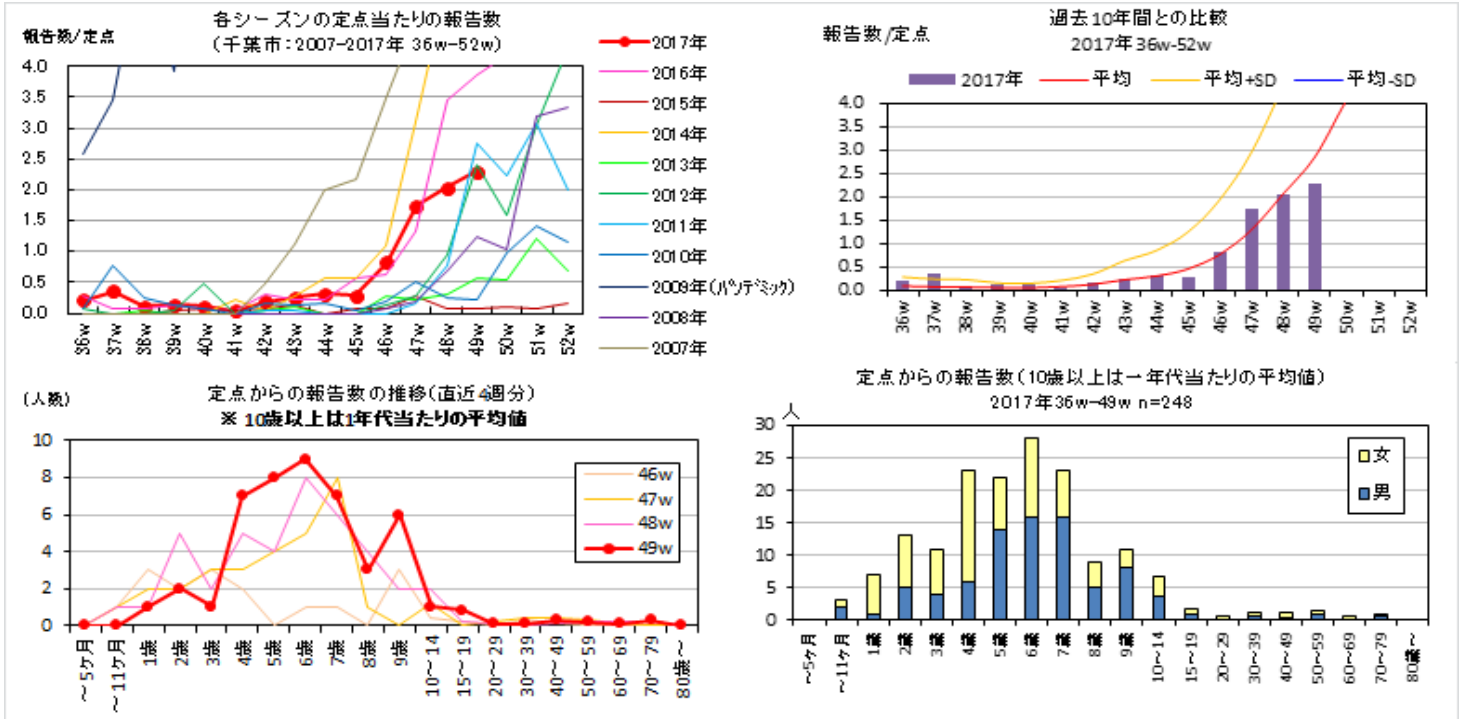 各シーズンの定点当たりの報告数
(千葉市:2007-2017年 36w-52w)
報告数/定点
4.0
3.5
3.0
2.5
2.0
1.5
1.0
0.5
0.0
36w
37w
38w
39w
40w
41w
42w
43w
44w
45w
46w
47w
48w
49w
50w
51w
52w
2017年
2016年
2015年
2014年
2013年
2012年
2011年
2010年
2009年(パンデミック)
2008年
2007年
過去10年間との比較
2017年36w-52w
報告数/定点
2017年
平均
平均+SD
平均-SD
4.0
3.5
3.0
2.5
2.0
1.5
1.0
0.5
0.0
36w
37w
38w
39w
40w
41w
42w
43w
44w
45w
46w
47w
48w
49w
50w
51w
52w
定点からの報告数の推移(直近4週分)
※ 10歳以上は1年代当たりの平均値
(人数)
10
8
6
4
2
0
46w
47w
48w
49w
~5ヶ月
~11ヶ月
1歳
2歳
3歳
4歳
5歳
6歳
7歳
8歳
9歳
10~14
15~19
20~29
30~39
40~49
50~59
60~69
70~79
80歳~
定点からの報告数(10歳以上は一年代当たりの平均値)
2017年36w-49w n=248
人
30
25
20
15
10
5
0
女
男
~5ヶ月
~11ヶ月
1歳
2歳
3歳
4歳
5歳
6歳
7歳
8歳
9歳
10~14
15~19
20~29
30~39
40~49
50~59
60~69
70~79
80歳~